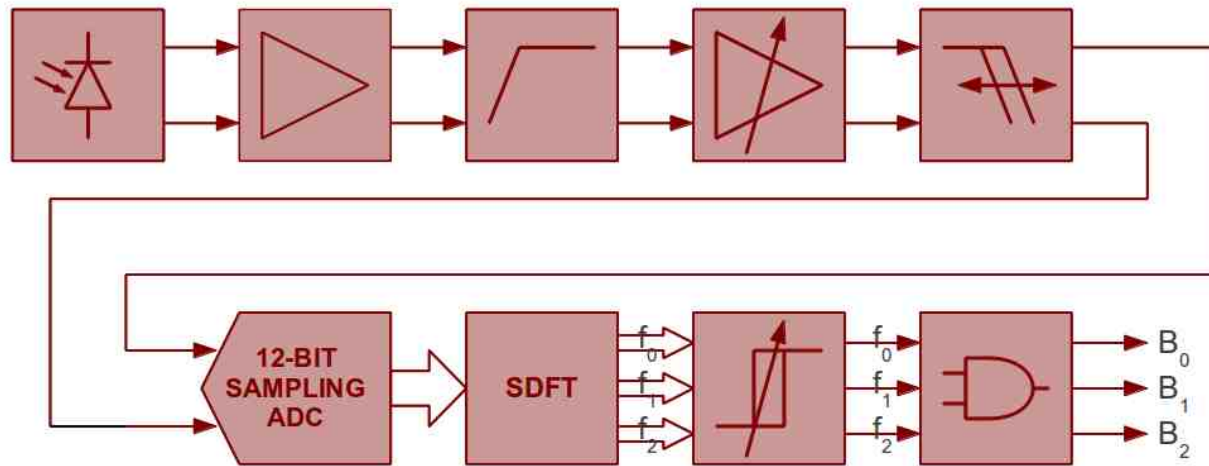 12-BIT
SAMPLING
ADC
SDFT
f₀
f₁
f₂
f₀
f₁
f₂
B₀
B₁
B₂